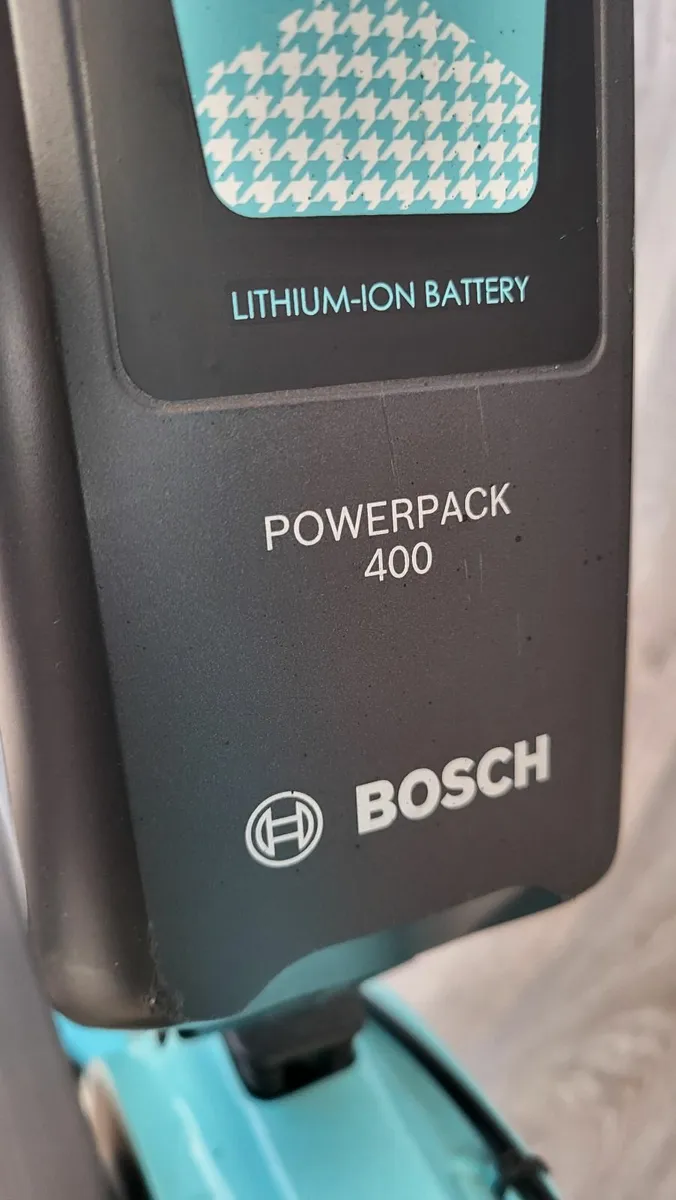 LITHIUM-ION BATTERY
POWERPACK
400
BOSCH